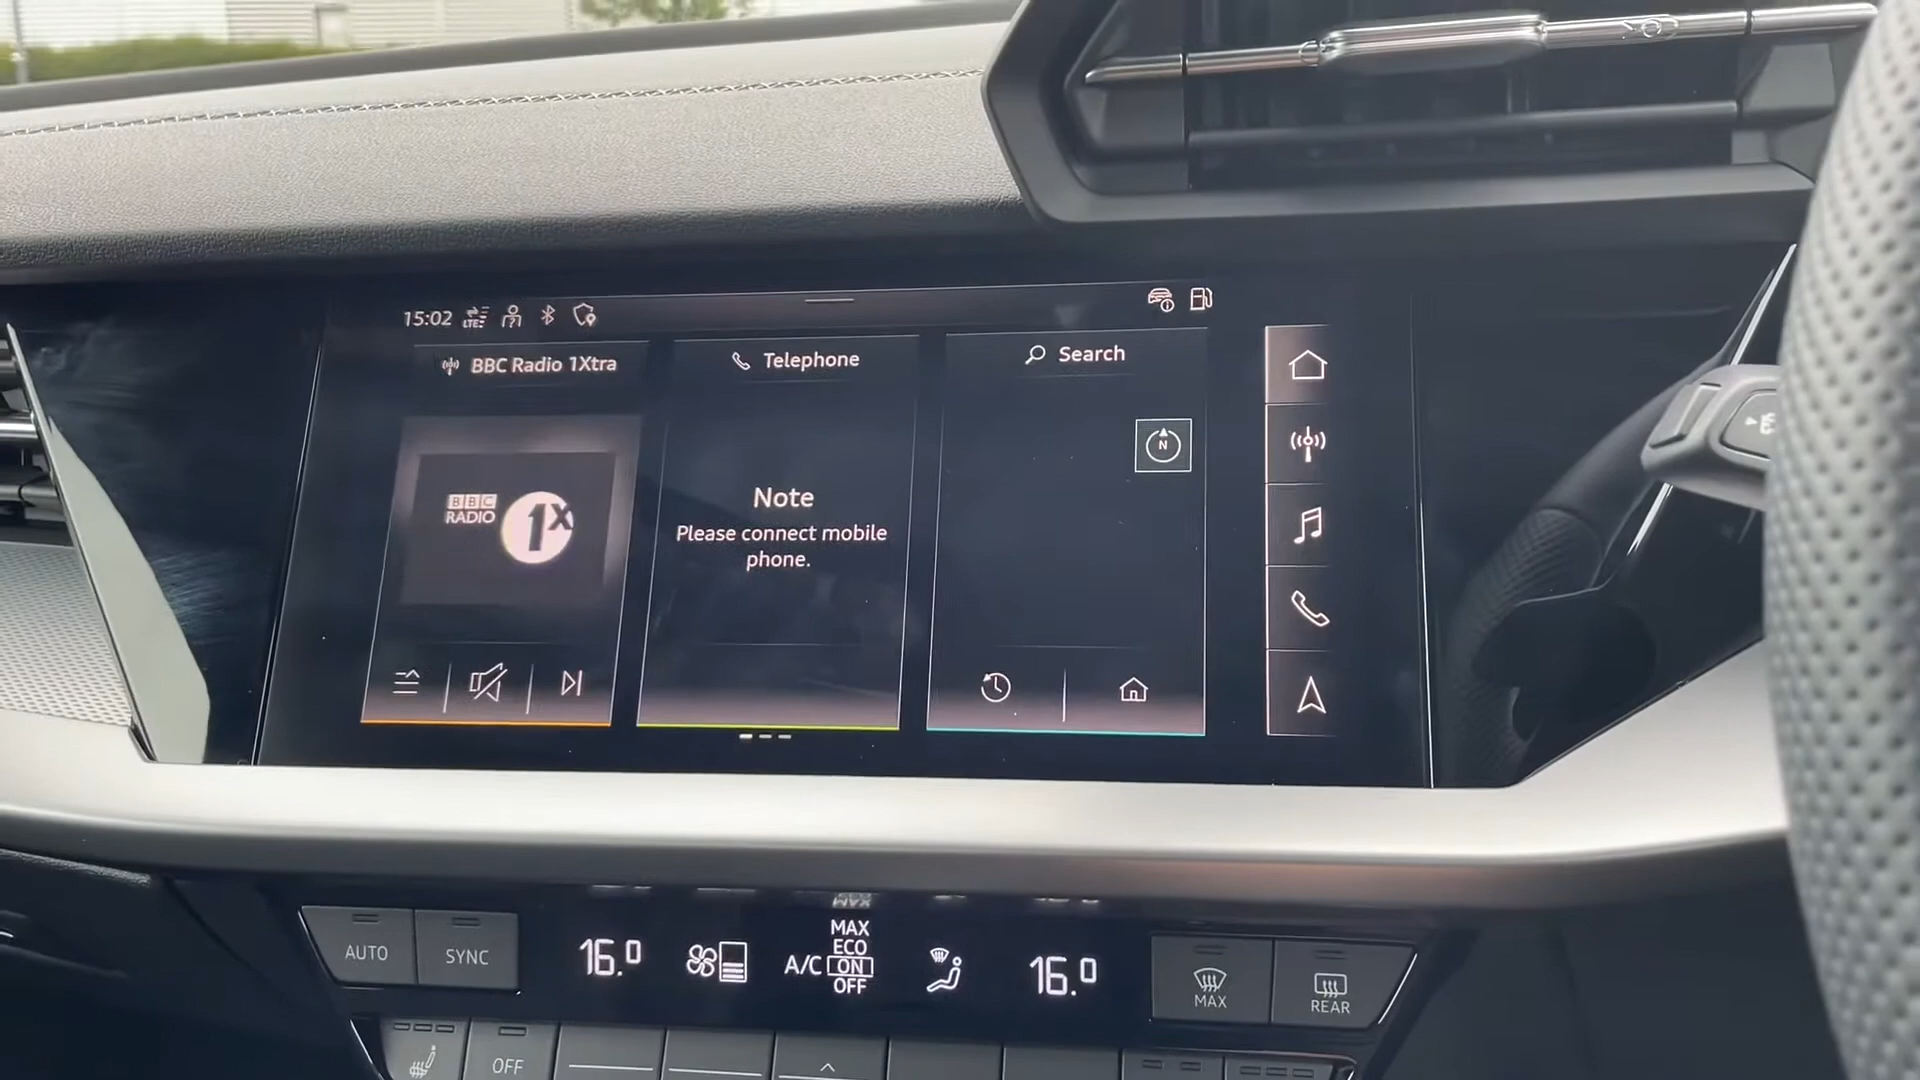 15:02 LTE
BBC Radio 1Xtra
Telephone
Search
N
BBC
RADIO
1X
Note
Please connect mobile
phone.
AUTO
SYNC
16.0
A/C
MAX
ECO
ON
OFF
16.0
MAX
REAR
OFF